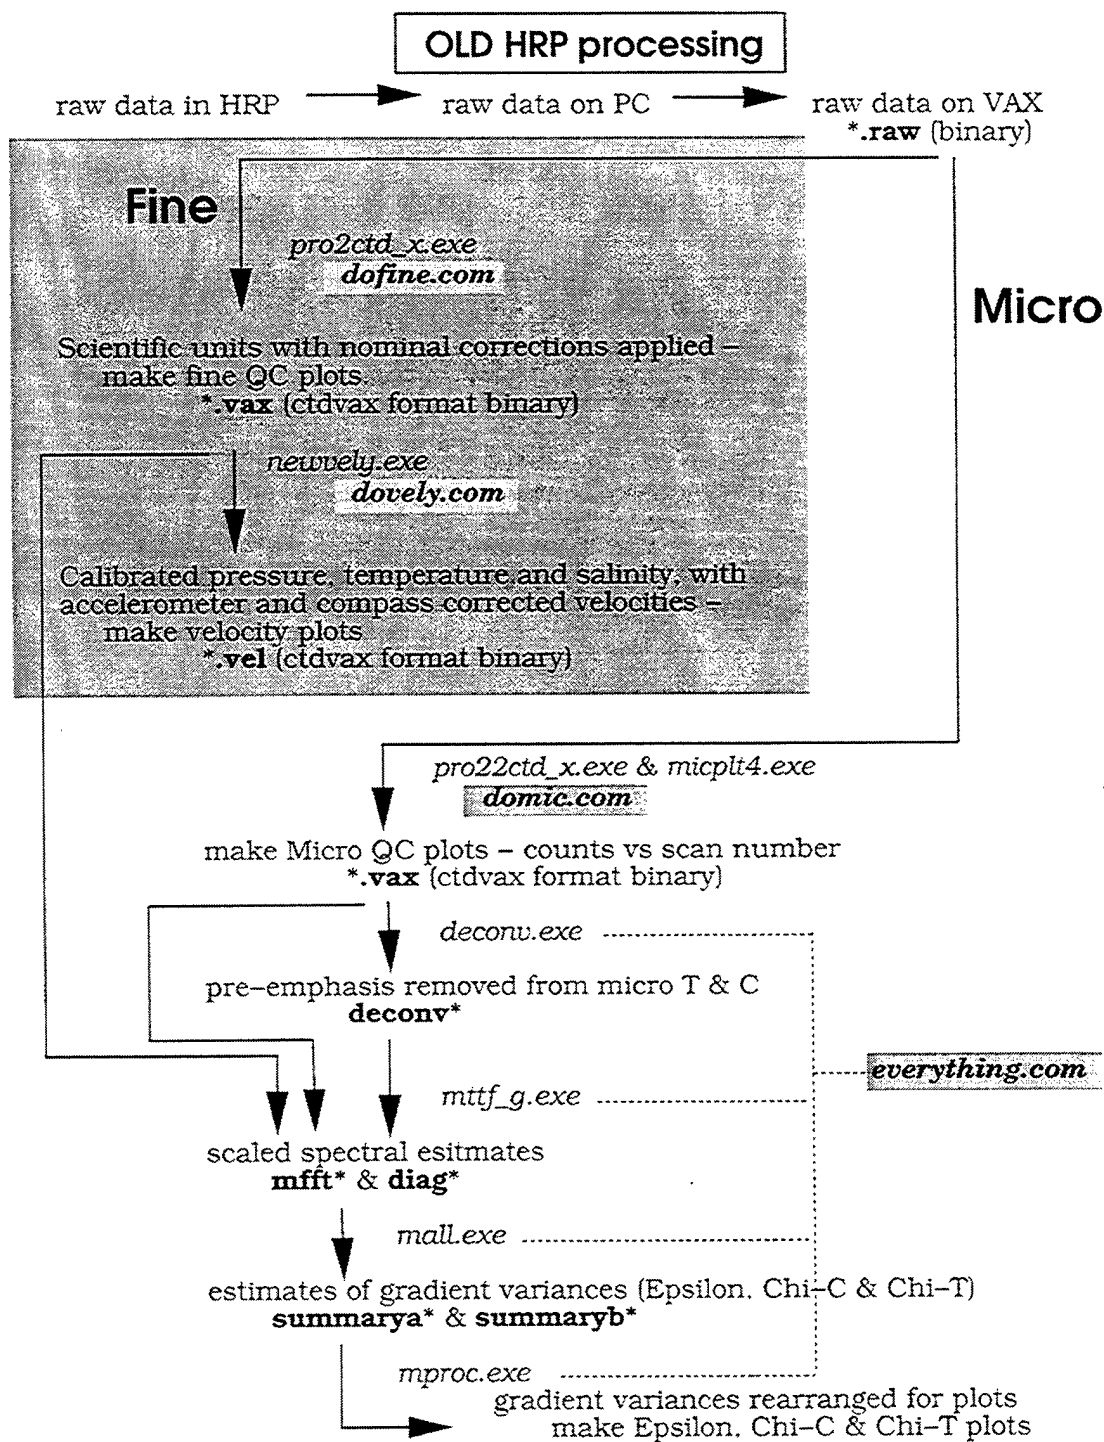 OLD HRP processing
raw data in HRP
raw data on PC
raw data on VAX
*.raw (binary)
Fine
pro2ctd_x.exe
dofine.com
Micro
Scientific units with nominal corrections applied –
make fine QC plots.
*.vax (ctdvax format binary)
newvely.exe
dovely.com
Calibrated pressure, temperature,and salinity, with
accelerometer and compass corrected velocities –
make velocity plots
*.vel (ctdvax format binary)
pro22ctd_x.exe & micplt4.exe
domic.com
make Micro QC plots – counts vs scan number
*.vax (ctdvax format binary)
deconv.exe
pre–emphasis removed from micro T & C
deconv*
everything.com
mttf_g.exe
scaled spectral esitmates
mfft* & diag*
mall.exe
estimates of gradient variances (Epsilon. Chi–C & Chi–T)
summarya* & summaryb*
mproc.exe
gradient variances rearranged for plots
make Epsilon. Chi–C & Chi–T plots